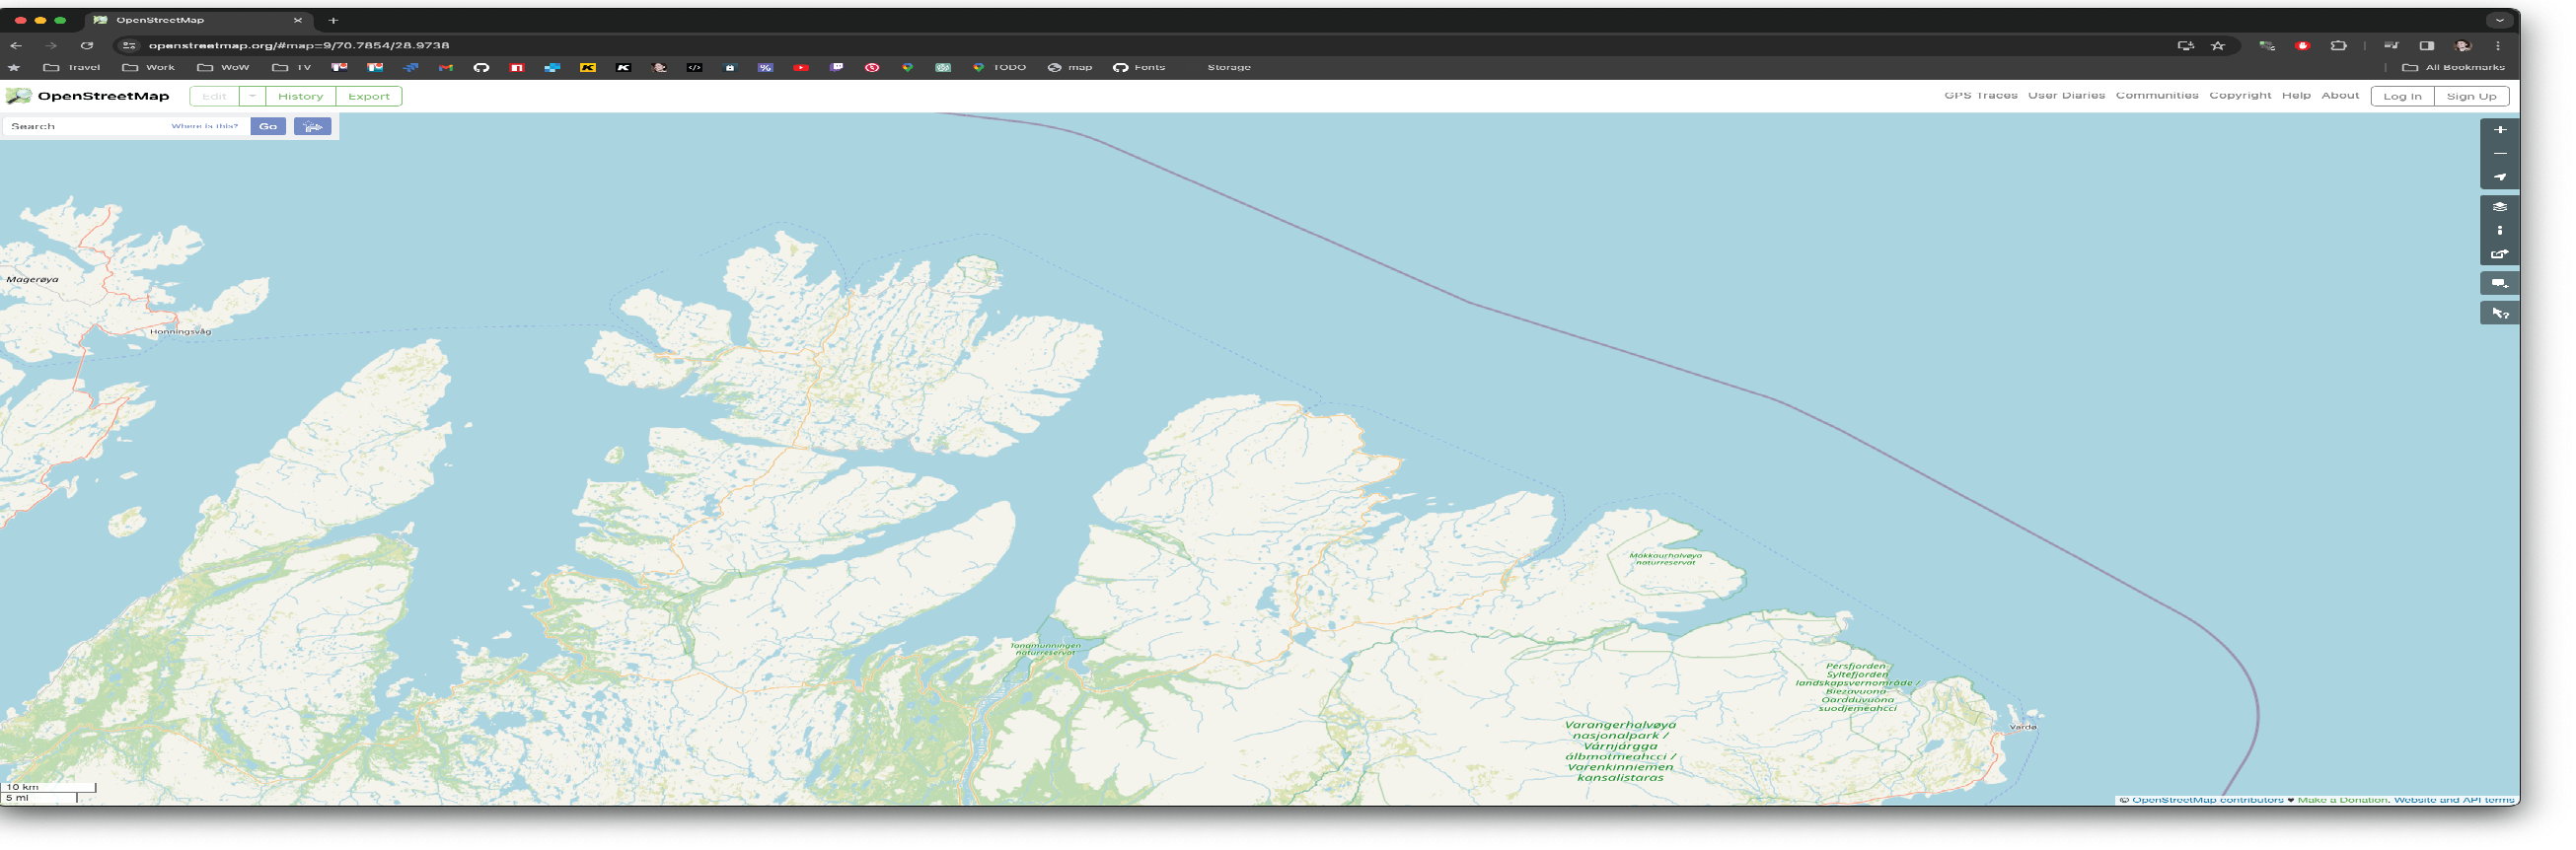 OpenStreetMap
openstreetmap.org/#map=9/70.7854/28.9738
Travel Work WoW TV TODO map Fonts Storage All Bookmarks
OpenStreetMap Edit History Export GPS Traces User Diaries Communities Copyright Help About Log In Sign Up
Search Where is this? Go
Magerøya
Honningsvåg
Makkaurhalvøya
naturreservat
Tanamunningen
naturreservat
Persfjorden-
Syltefjorden
landskapsvernområde /
Biezavuona
Oarddavuona
suodjemeahcci
Varangerhalvøya
nasjonalpark /
Várnjárgga
álbmotmeahcci /
Varenkinniemen
kansalistaras
Vardø
10 km
5 mi
© OpenStreetMap contributors ♥ Make a Donation. Website and API terms